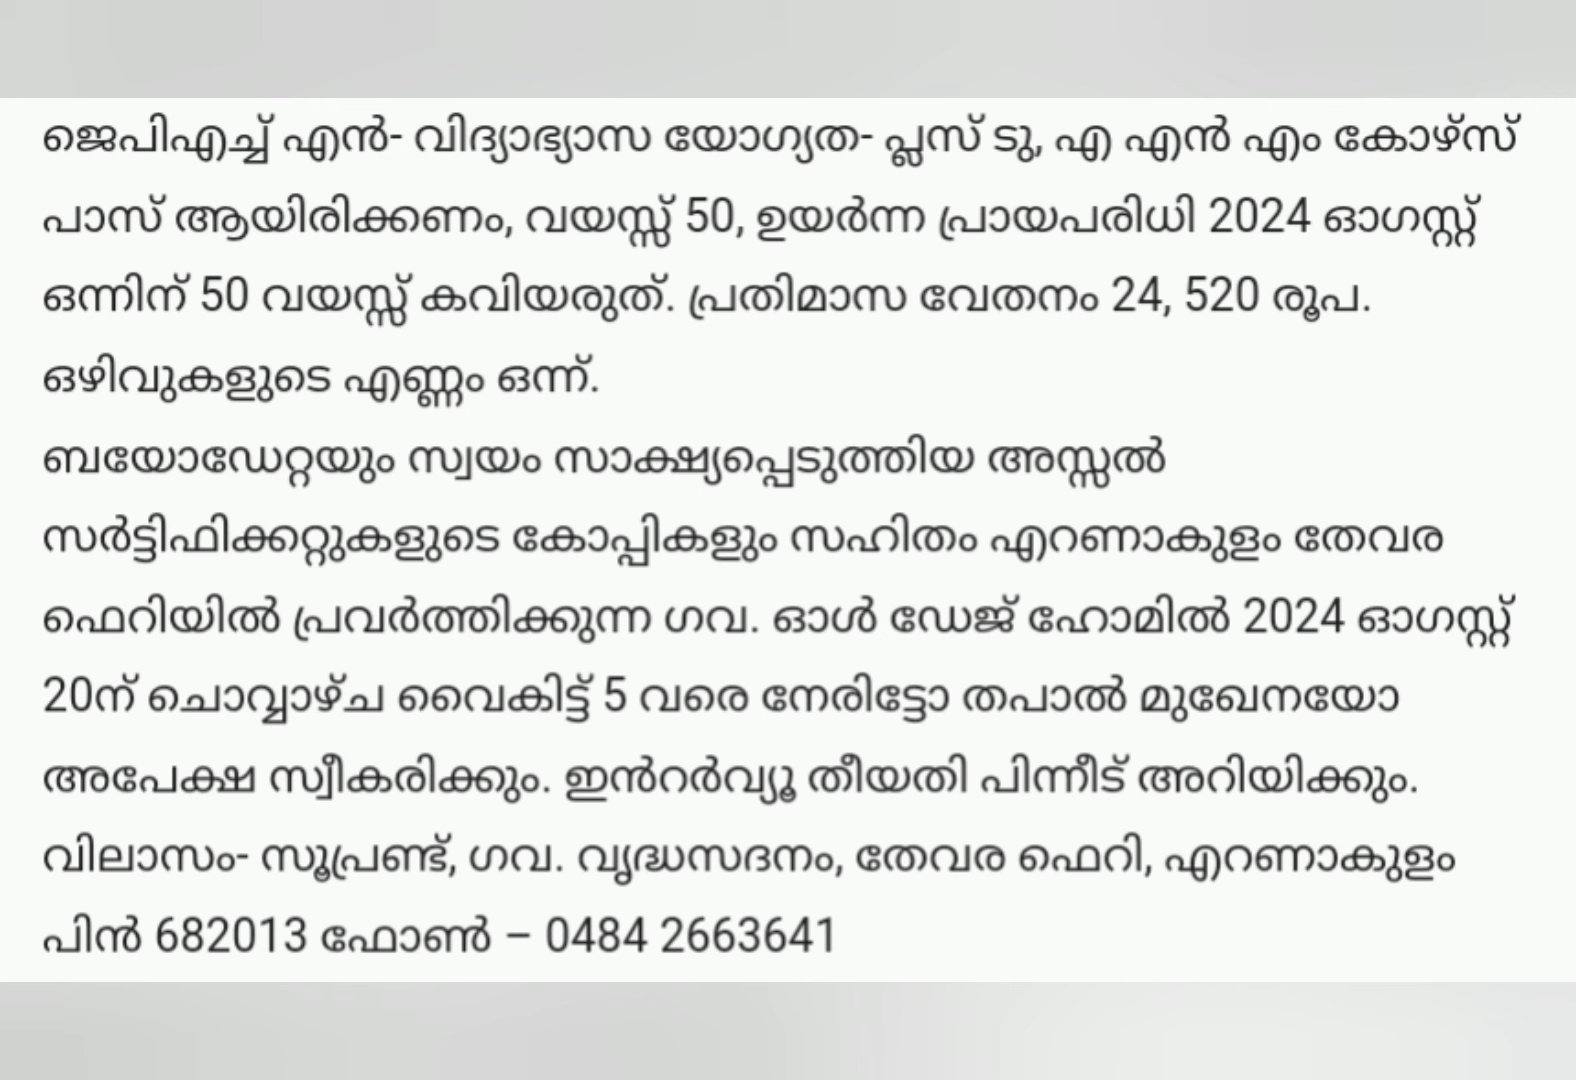 ജെപിഎച്ച് എൻ- വിദ്യാഭ്യാസ യോഗ്യത- പ്ലസ് ടു, എ എൻ എം കോഴ്സ്
പാസ് ആയിരിക്കണം, വയസ്സ് 50, ഉയർന്ന പ്രായപരിധി 2024 ഓഗസ്റ്റ്
ഒന്നിന് 50 വയസ്സ് കവിയരുത്. പ്രതിമാസ വേതനം 24, 520 രൂപ.
ഒഴിവുകളുടെ എണ്ണം ഒന്ന്.
ബയോഡേറ്റയും സ്വയം സാക്ഷ്യപ്പെടുത്തിയ അസ്സൽ
സർട്ടിഫിക്കറ്റുകളുടെ കോപ്പികളും സഹിതം എറണാകുളം തേവര
ഫെറിയിൽ പ്രവർത്തിക്കുന്ന ഗവ. ഓൾ ഡേജ് ഹോമിൽ 2024 ഓഗസ്റ്റ്
20ന് ചൊവ്വാഴ്ച വൈകിട്ട് 5 വരെ നേരിട്ടോ തപാൽ മുഖേനയോ
അപേക്ഷ സ്വീകരിക്കും. ഇൻറർവ്യൂ തീയതി പിന്നീട് അറിയിക്കും.
വിലാസം- സൂപ്രണ്ട്, ഗവ. വൃദ്ധസദനം, തേവര ഫെറി, എറണാകുളം
പിൻ 682013 ഫോൺ – 0484 2663641